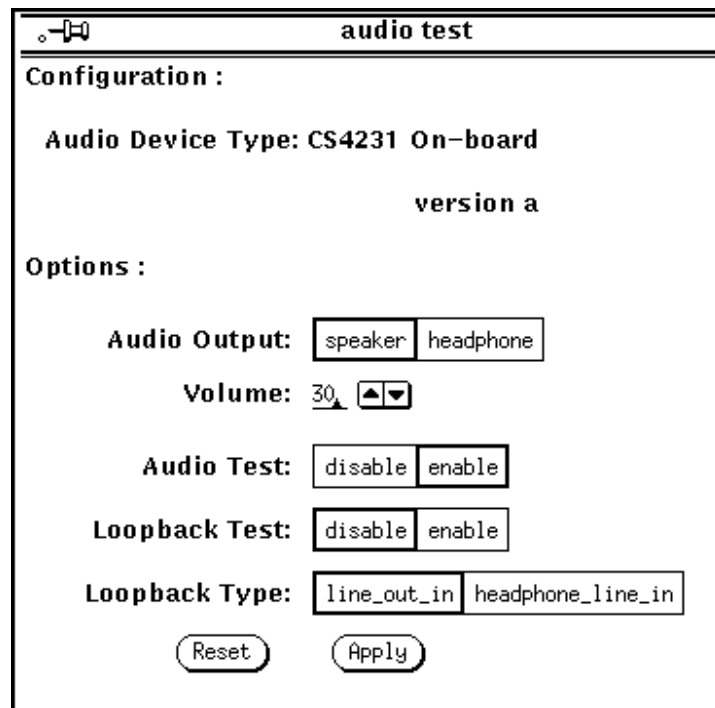 audio test
Configuration :
Audio Device Type: CS4231 On-board
version a
Options :
Audio Output: speaker headphone
Volume: 30
Audio Test: disable enable
Loopback Test: disable enable
Loopback Type: line_out_in headphone_line_in
Reset Apply